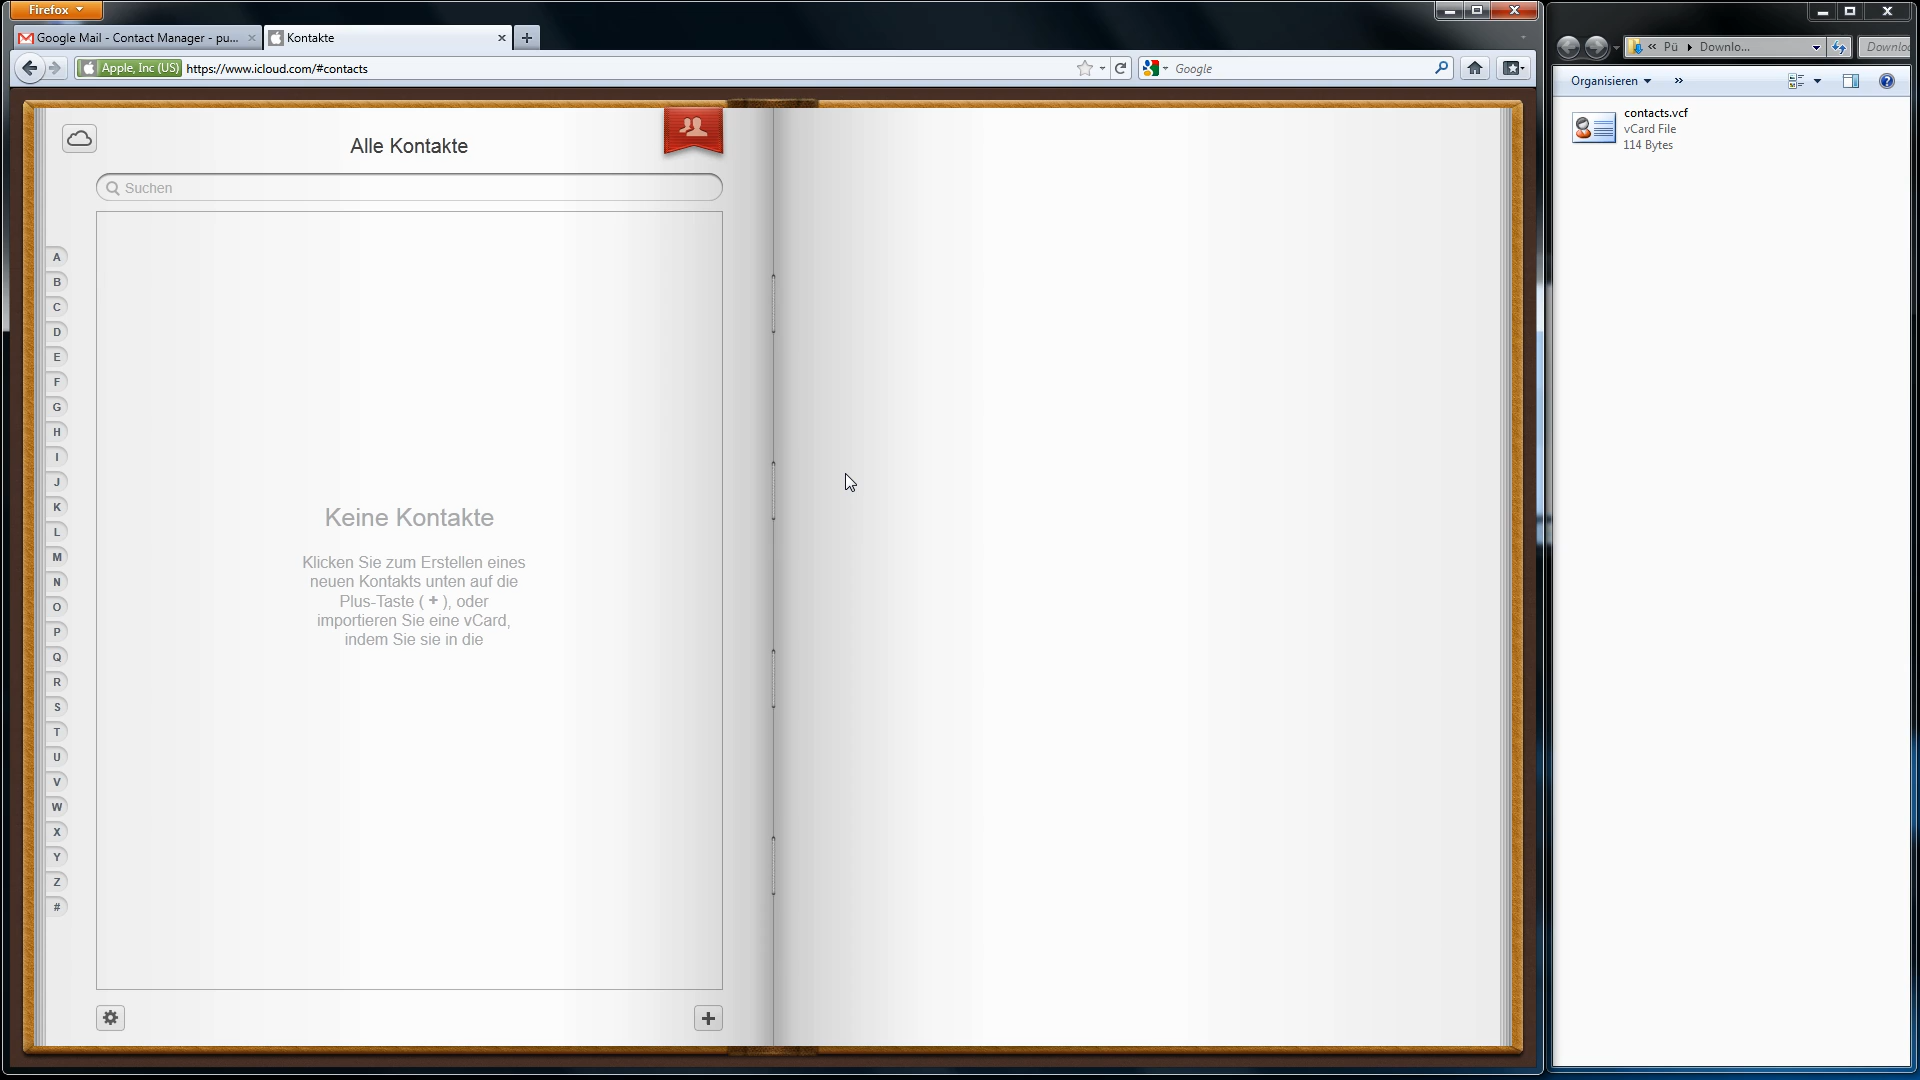 Firefox
Google Mail - Contact Manager - pu...
Kontakte
Apple, Inc (US)
https://www.icloud.com/#contacts
Google
« Pü ▸ Downlo...
Downloa
Organisieren
»
contacts.vcf
vCard File
114 Bytes
Alle Kontakte
Suchen
A
B
C
D
E
F
G
H
I
J
K
L
M
N
O
P
Q
R
S
T
U
V
W
X
Y
Z
#
Keine Kontakte
Klicken Sie zum Erstellen eines
neuen Kontakts unten auf die
Plus-Taste ( + ), oder
importieren Sie eine vCard,
indem Sie sie in die